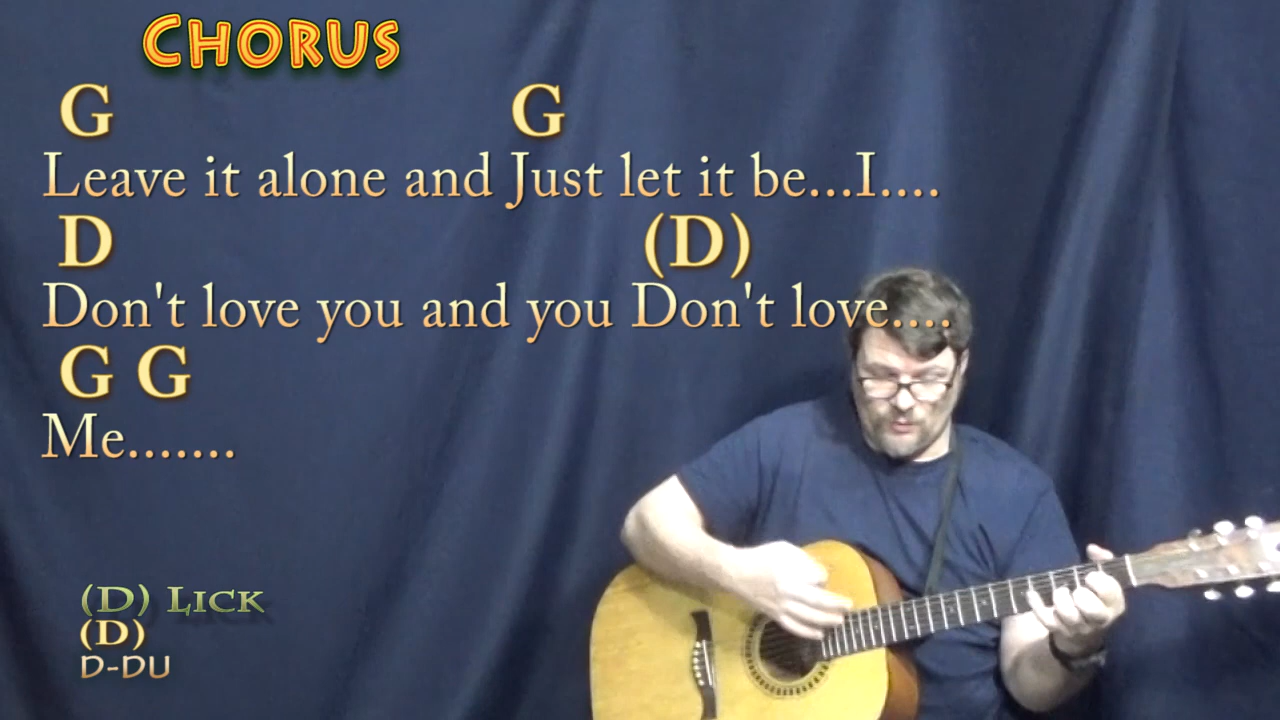 CHORUS
G G
Leave it alone and Just let it be...I....
D (D)
Don't love you and you Don't love....
G G
Me.......
(D) LICK
(D)
D-DU